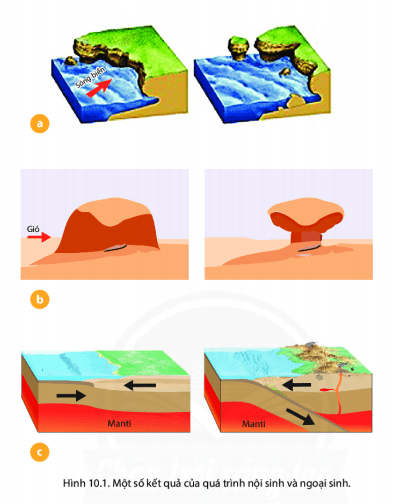 Sóng biển
a
Gió
b
Manti
Manti
c
Hình 10.1. Một số kết quả của quá trình nội sinh và ngoại sinh.